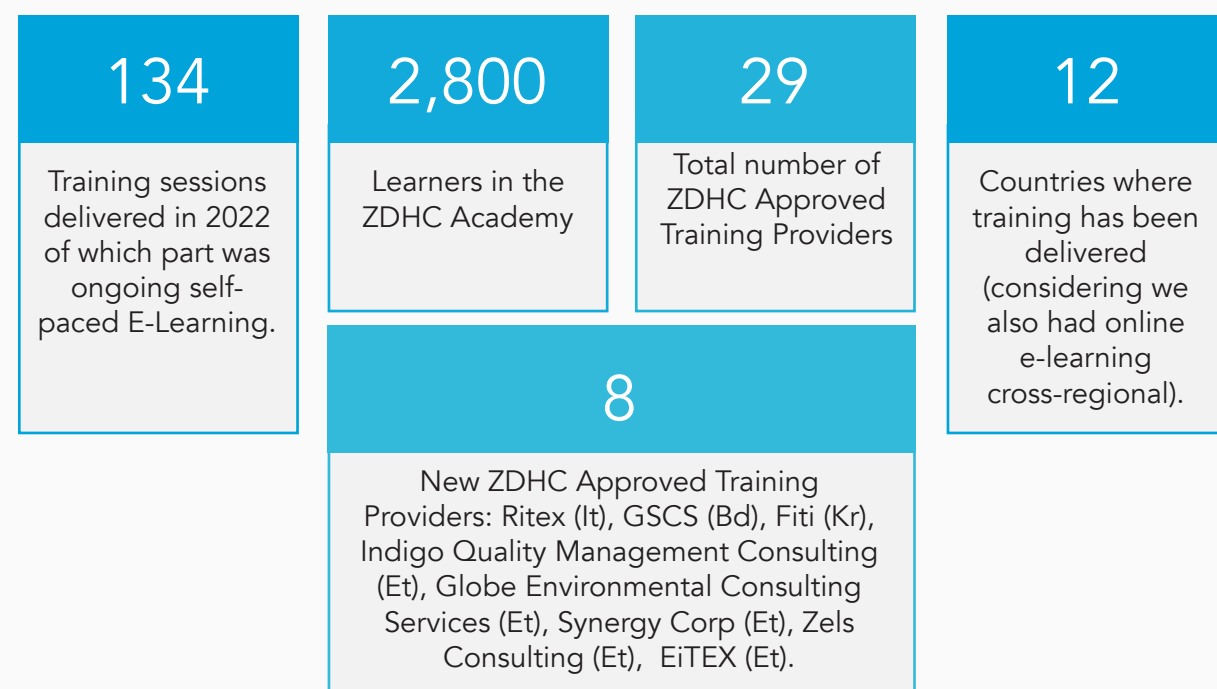 134
Training sessions
delivered in 2022
of which part was
ongoing self-
paced E-Learning.
2,800
Learners in the
ZDHC Academy
29
Total number of
ZDHC Approved
Training Providers
12
Countries where
training has been
delivered
(considering we
also had online
e-learning
cross-regional).
8
New ZDHC Approved Training
Providers: Ritex (It), GSCS (Bd), Fiti (Kr),
Indigo Quality Management Consulting
(Et), Globe Environmental Consulting
Services (Et), Synergy Corp (Et), Zels
Consulting (Et), EiTEX (Et).